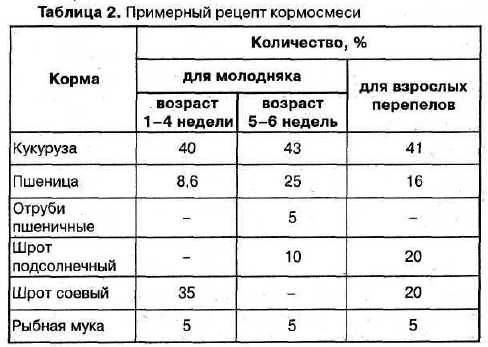 Таблица 2. Примерный рецепт кормосмеси
Корма
Количество, %
для молодняка
для взрослых
перепелов
возраст
1–4 недели
возраст
5–6 недель
Кукуруза 40 43 41
Пшеница 8,6 25 16
Отруби
пшеничные – 5 –
Шрот
подсолнечный – 10 20
Шрот соевый 35 – 20
Рыбная мука 5 5 5